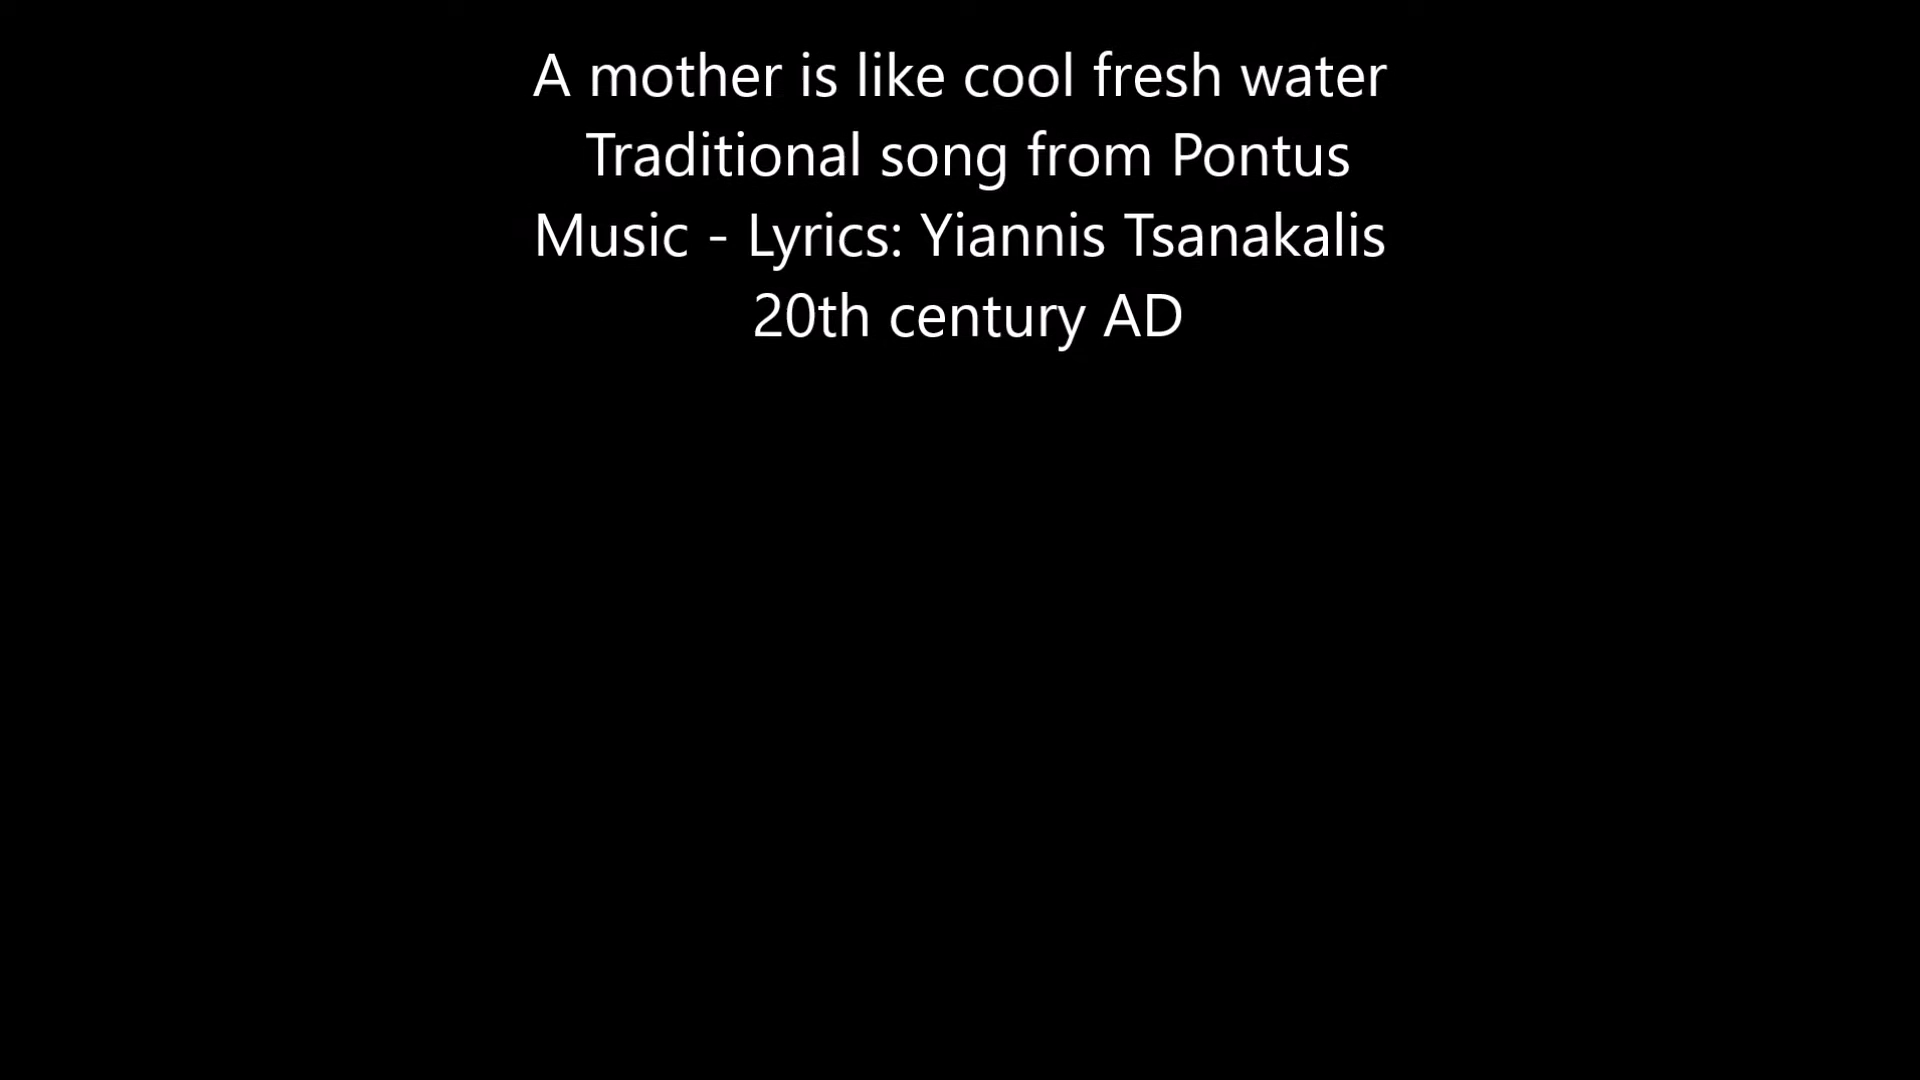 A mother is like cool fresh water
Traditional song from Pontus
Music - Lyrics: Yiannis Tsanakalis
20th century AD